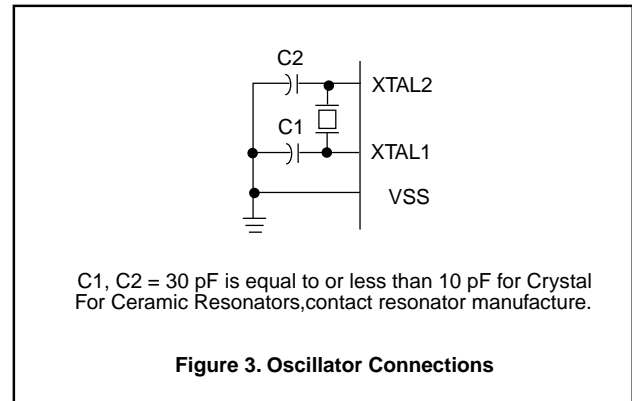 C2
XTAL2
C1
XTAL1
VSS
C1, C2 = 30 pF is equal to or less than 10 pF for Crystal
For Ceramic Resonators,contact resonator manufacture.
Figure 3. Oscillator Connections